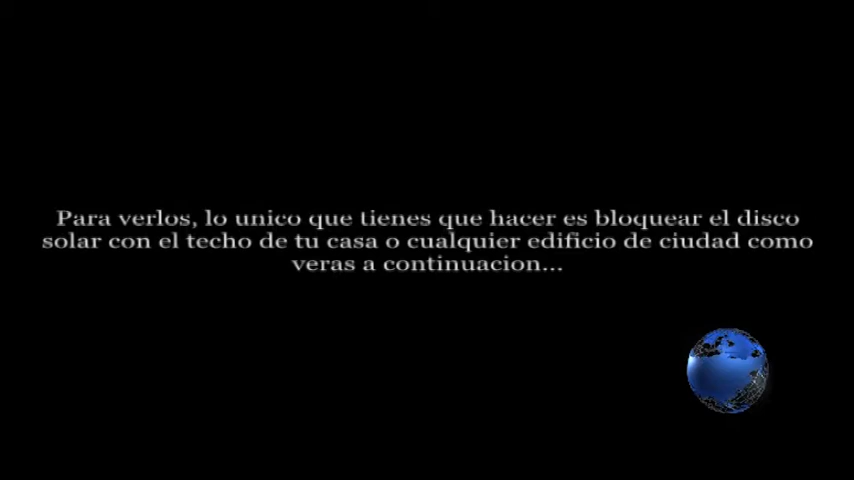 Para verlos, lo unico que tienes que hacer es bloquear el disco
solar con el techo de tu casa o cualquier edificio de ciudad como
veras a continuacion...